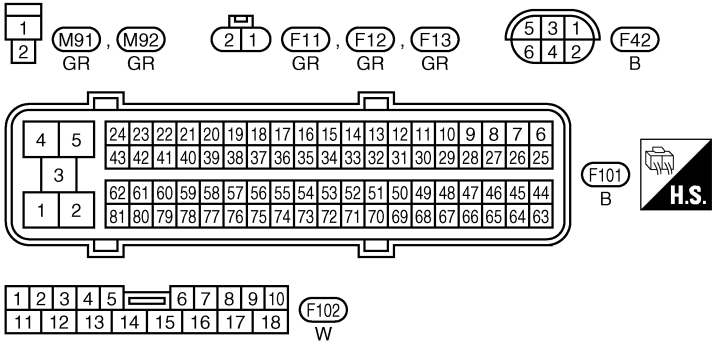 1
2
M91 , M92
GR GR
2 1
F11 , F12 , F13
GR GR GR
5 3 1
6 4 2
F42
B
4 5
3
1 2
24 23 22 21 20 19 18 17 16 15 14 13 12 11 10 9 8 7 6
43 42 41 40 39 38 37 36 35 34 33 32 31 30 29 28 27 26 25
62 61 60 59 58 57 56 55 54 53 52 51 50 49 48 47 46 45 44
81 80 79 78 77 76 75 74 73 72 71 70 69 68 67 66 65 64 63
F101
B
H.S.
1 2 3 4 5 6 7 8 9 10
11 12 13 14 15 16 17 18
F102
W